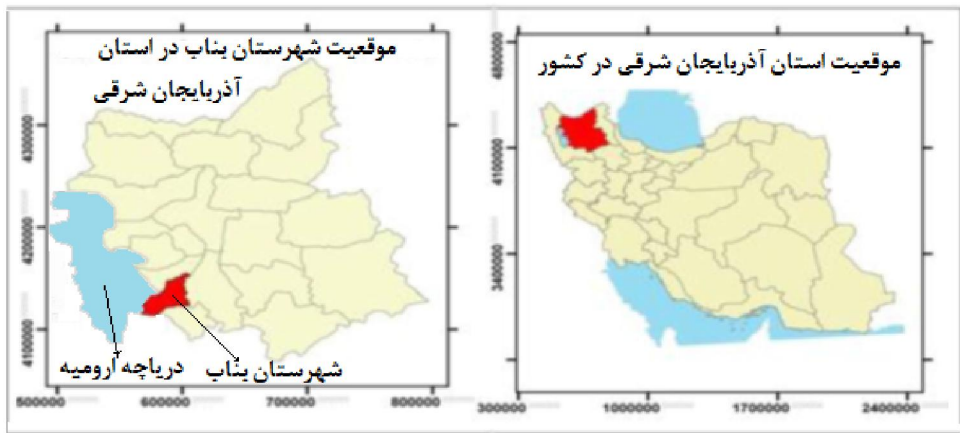 موقعیت استان آذربایجان شرقی در کشور
4800000
4100000
3400000
300000
1000000
1700000
2400000
موقعیت شهرستان بناب در استان
آذربایجان شرقی
4300000
4200000
4100000
دریاچه ارومیه
شهرستان بناب
500000
600000
700000
800000